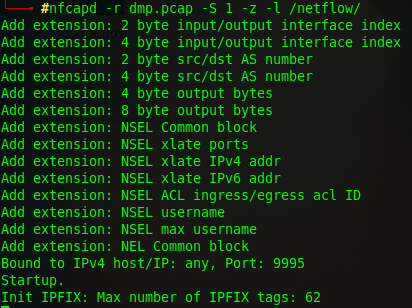 #nfcapd -r dmp.pcap -S 1 -z -l /netflow/
Add extension: 2 byte input/output interface index
Add extension: 4 byte input/output interface index
Add extension: 2 byte src/dst AS number
Add extension: 4 byte src/dst AS number
Add extension: 4 byte output bytes
Add extension: 8 byte output bytes
Add extension: NSEL Common block
Add extension: NSEL xlate ports
Add extension: NSEL xlate IPv4 addr
Add extension: NSEL xlate IPv6 addr
Add extension: NSEL ACL ingress/egress acl ID
Add extension: NSEL username
Add extension: NSEL max username
Add extension: NEL Common block
Bound to IPv4 host/IP: any, Port: 9995
Startup.
Init IPFIX: Max number of IPFIX tags: 62